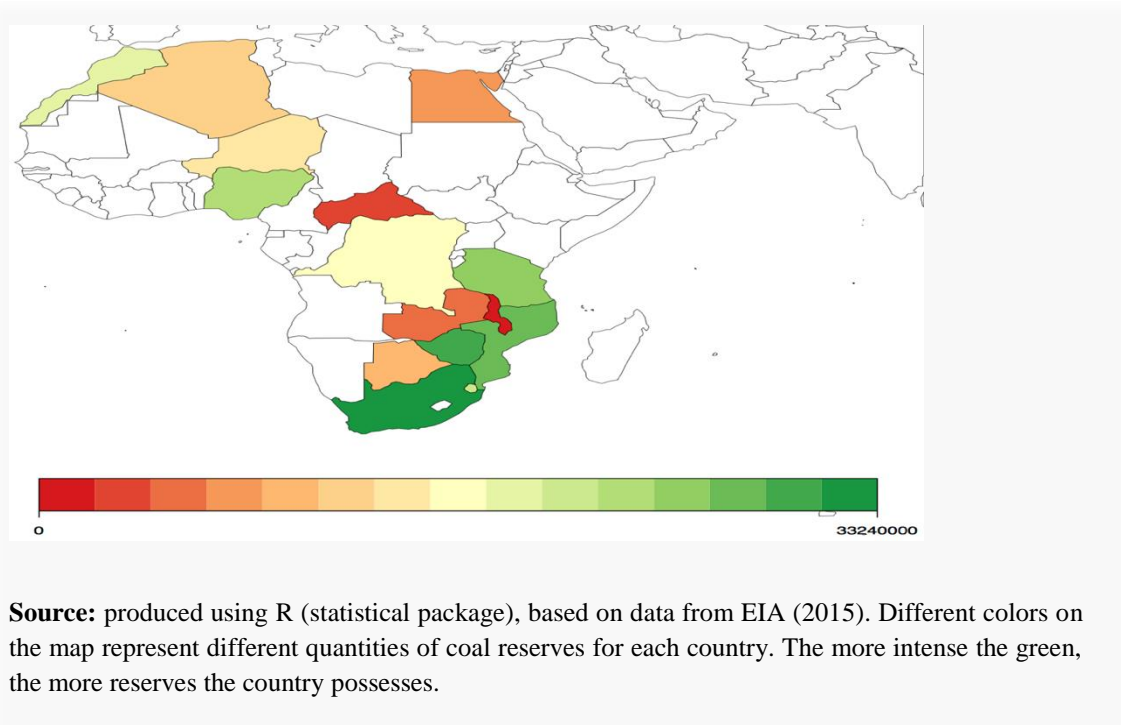 0
33240000
Source: produced using R (statistical package), based on data from EIA (2015). Different colors on
the map represent different quantities of coal reserves for each country. The more intense the green,
the more reserves the country possesses.